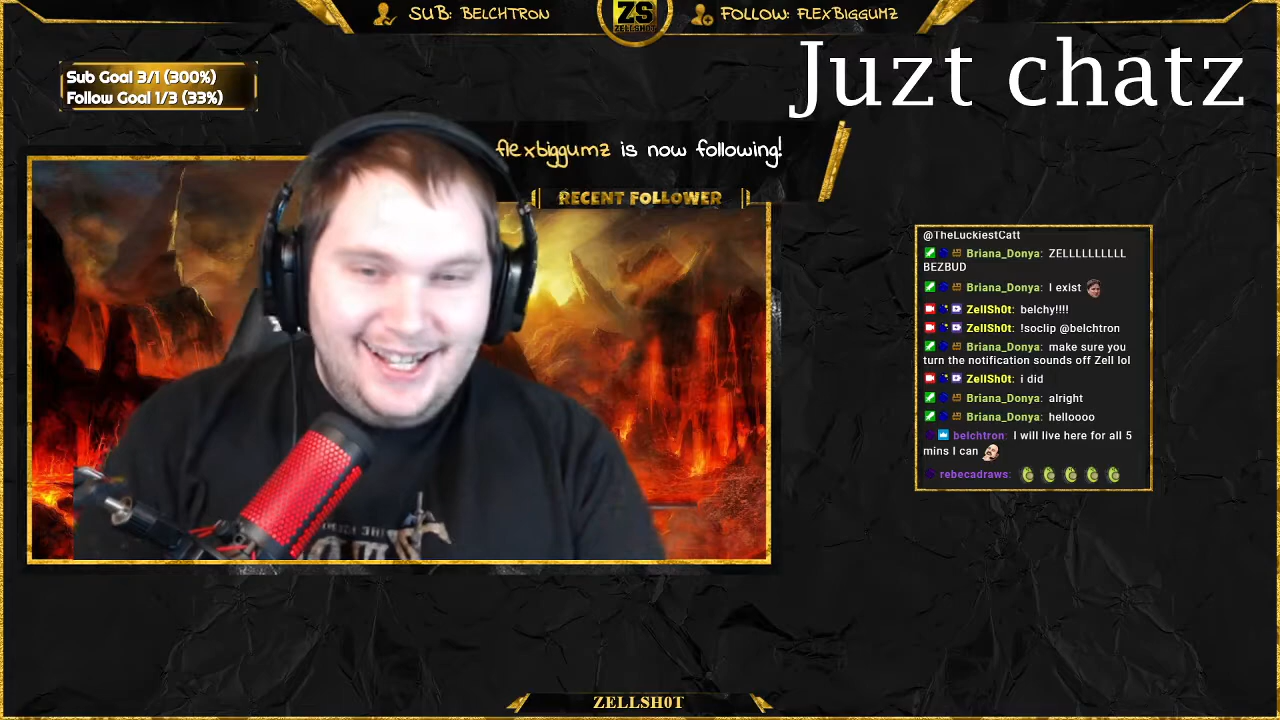 SUB: BELCHTRON
ZS
ZELLSH0T
FOLLOW: FLEXBIGGUMZ
Juzt chatz
Sub Goal 3/1 (300%)
Follow Goal 1/3 (33%)
flexbiggumz is now following!
RECENT FOLLOWER
@TheLuckiestCatt
Briana_Donya: ZELLLLLLLLLL
BEZBUD
Briana_Donya: I exist
ZellSh0t: belchy!!!!
ZellSh0t: !soclip @belchtron
Briana_Donya: make sure you
turn the notification sounds off Zell lol
ZellSh0t: i did
Briana_Donya: alright
Briana_Donya: helloooo
belchtron: I will live here for all 5
mins I can
rebecadraws:
ZELLSH0T